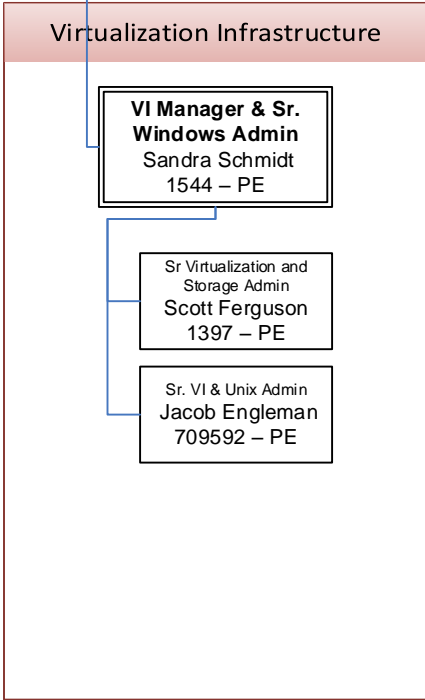 Virtualization Infrastructure
VI Manager & Sr.
Windows Admin
Sandra Schmidt
1544 – PE
Sr Virtualization and
Storage Admin
Scott Ferguson
1397 – PE
Sr. VI & Unix Admin
Jacob Engleman
709592 – PE